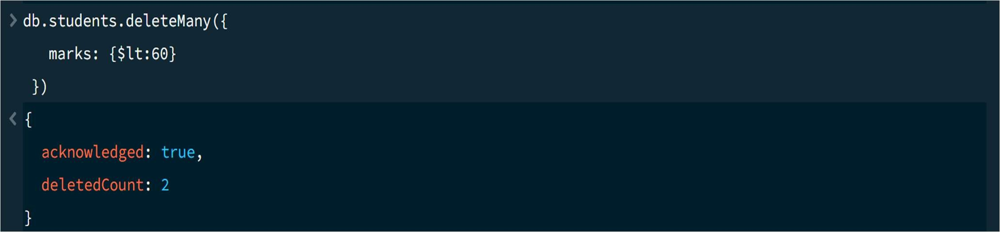 > db.students.deleteMany({
marks: {$lt:60}
})
< {
acknowledged: true,
deletedCount: 2
}